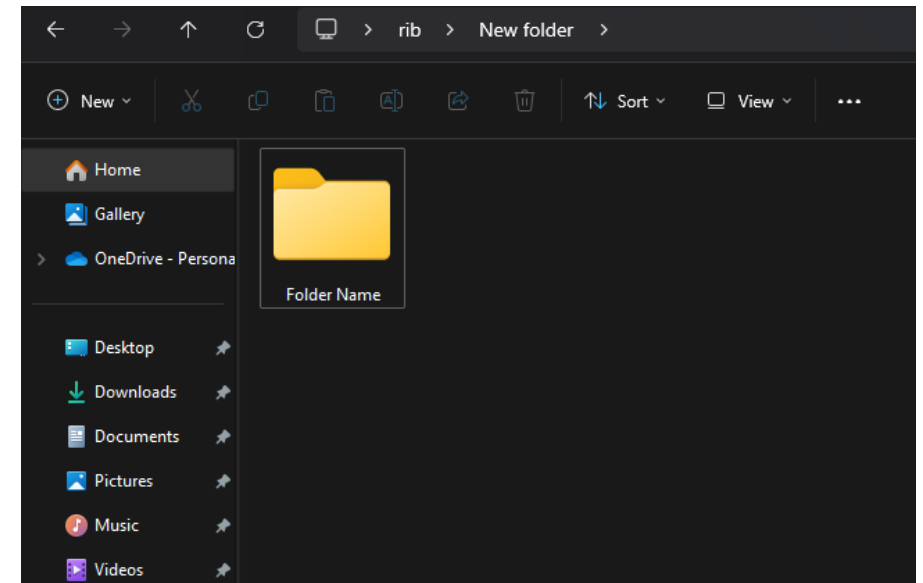 rib > New folder >
New Sort View ...
Home
Gallery
OneDrive - Persona
Folder Name
Desktop
Downloads
Documents
Pictures
Music
Videos